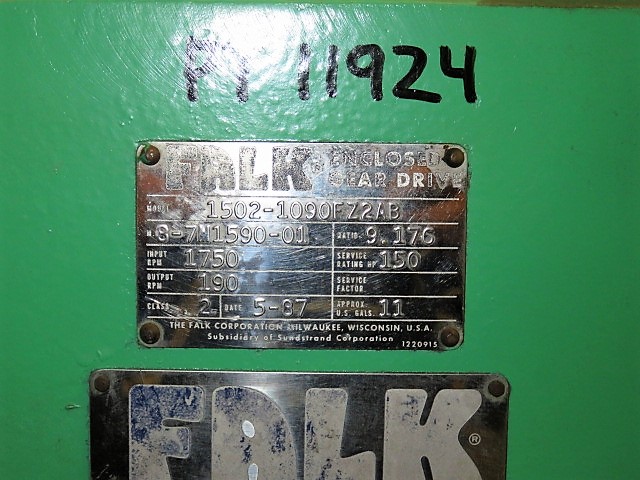 PT 11924
FALK® ENCLOSED
GEAR DRIVE
MODEL 1502-1090FZ2AB
M. 8-7M1590-01 RATIO 9.176
INPUT RPM 1750 SERVICE RATING HP 150
OUTPUT RPM 190 SERVICE FACTOR
CLASS 2 DATE 5-87 APPROX. U.S. GALS. 11
THE FALK CORPORATION MILWAUKEE, WISCONSIN, U.S.A.
Subsidiary of Sundstrand Corporation 1220915
FALK®